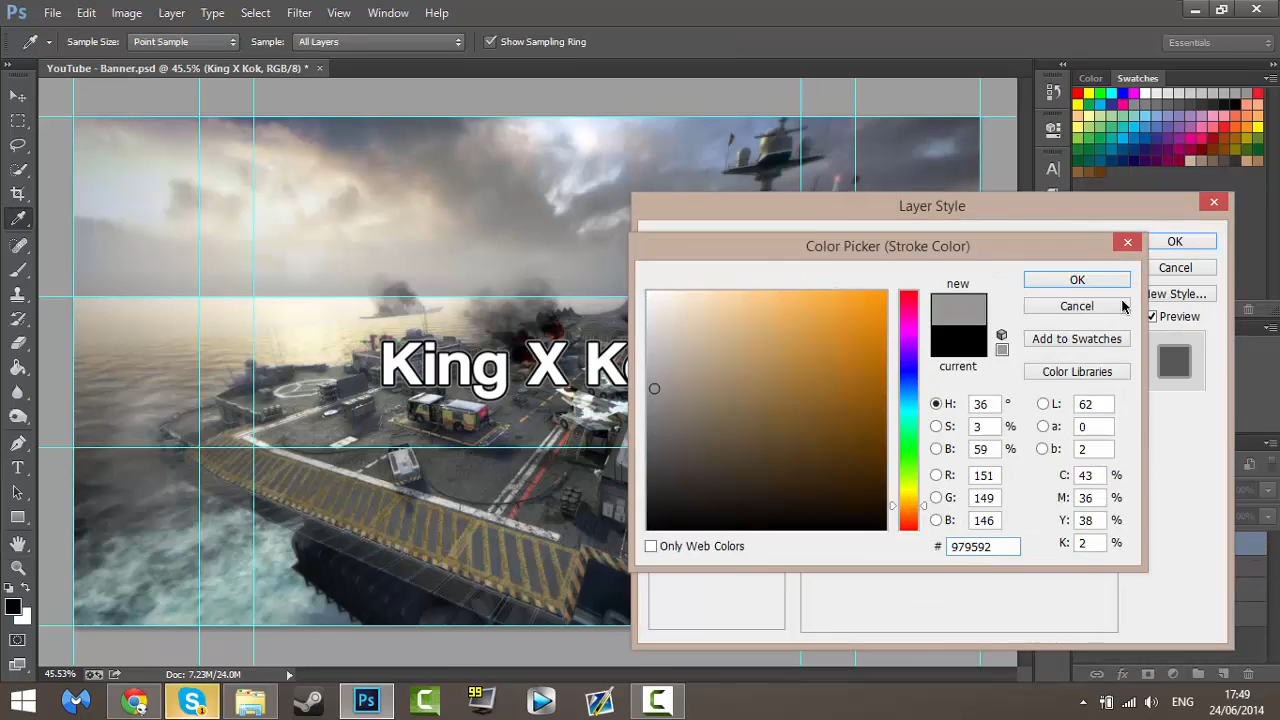 Ps File Edit Image Layer Type Select Filter View Window Help
Sample Size: Point Sample Sample: All Layers Show Sampling Ring Essentials
YouTube - Banner.psd @ 45.5% (King X Kok, RGB/8) * ×
Color Swatches
Layer Style
Color Picker (Stroke Color)
OK
Cancel
New Style...
Preview
new
current
OK
Cancel
Add to Swatches
Color Libraries
King X Ko
H: 36 ° L: 62
S: 3 % a: 0
B: 59 % b: 2
R: 151 C: 43 %
G: 149 M: 36 %
B: 146 Y: 38 %
# 979592 K: 2 %
Only Web Colors
45.53% Doc: 7.23M/24.0M
99 Ps ENG 17:49
24/06/2014